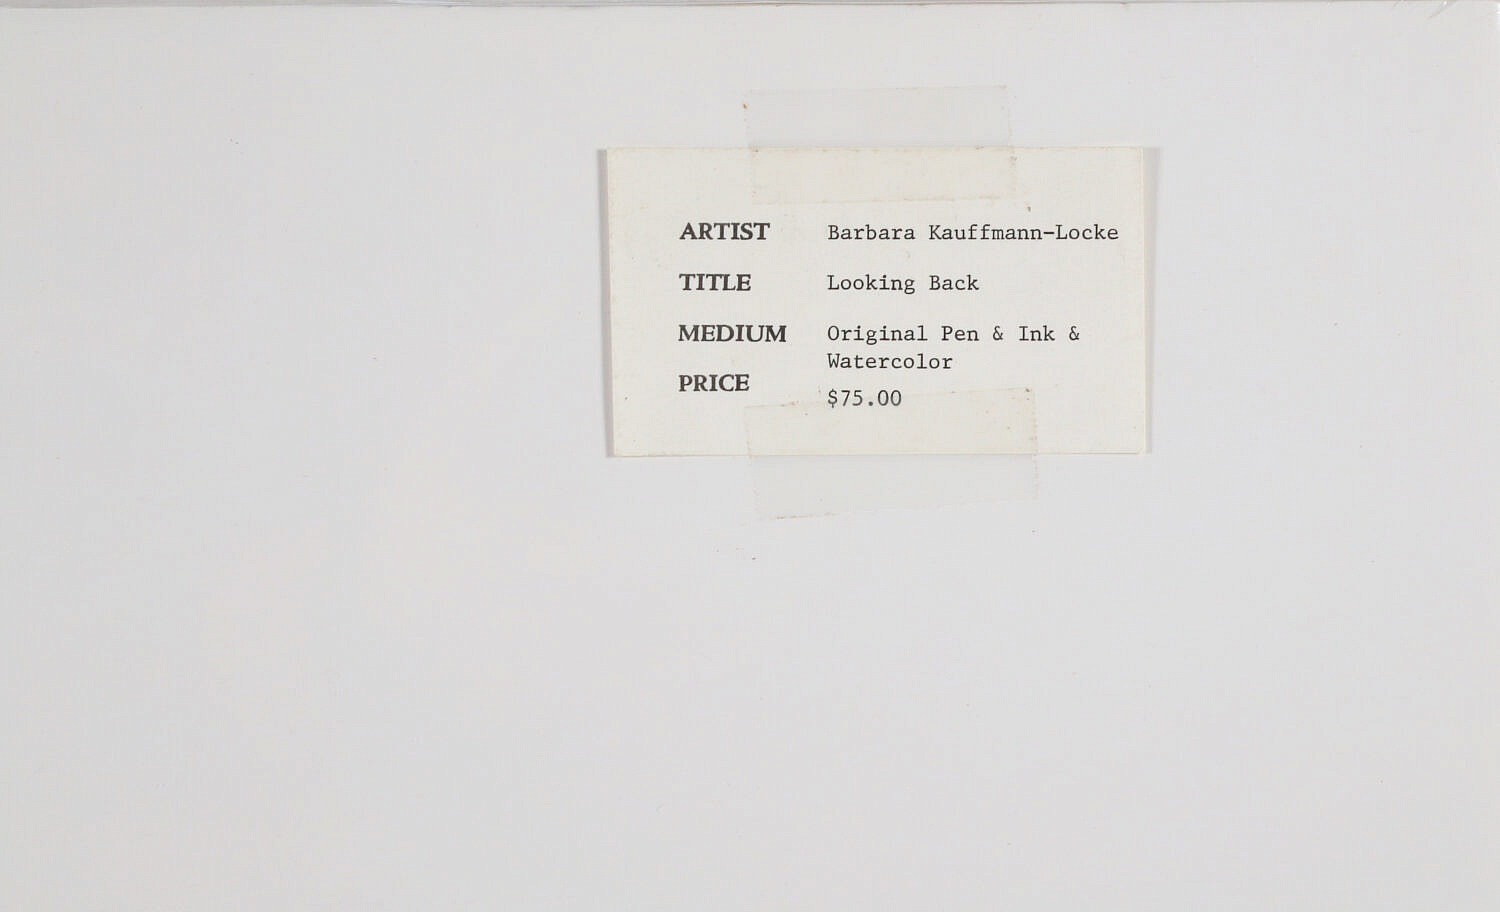 ARTIST Barbara Kauffmann-Locke
TITLE Looking Back
MEDIUM Original Pen & Ink &
Watercolor
PRICE $75.00